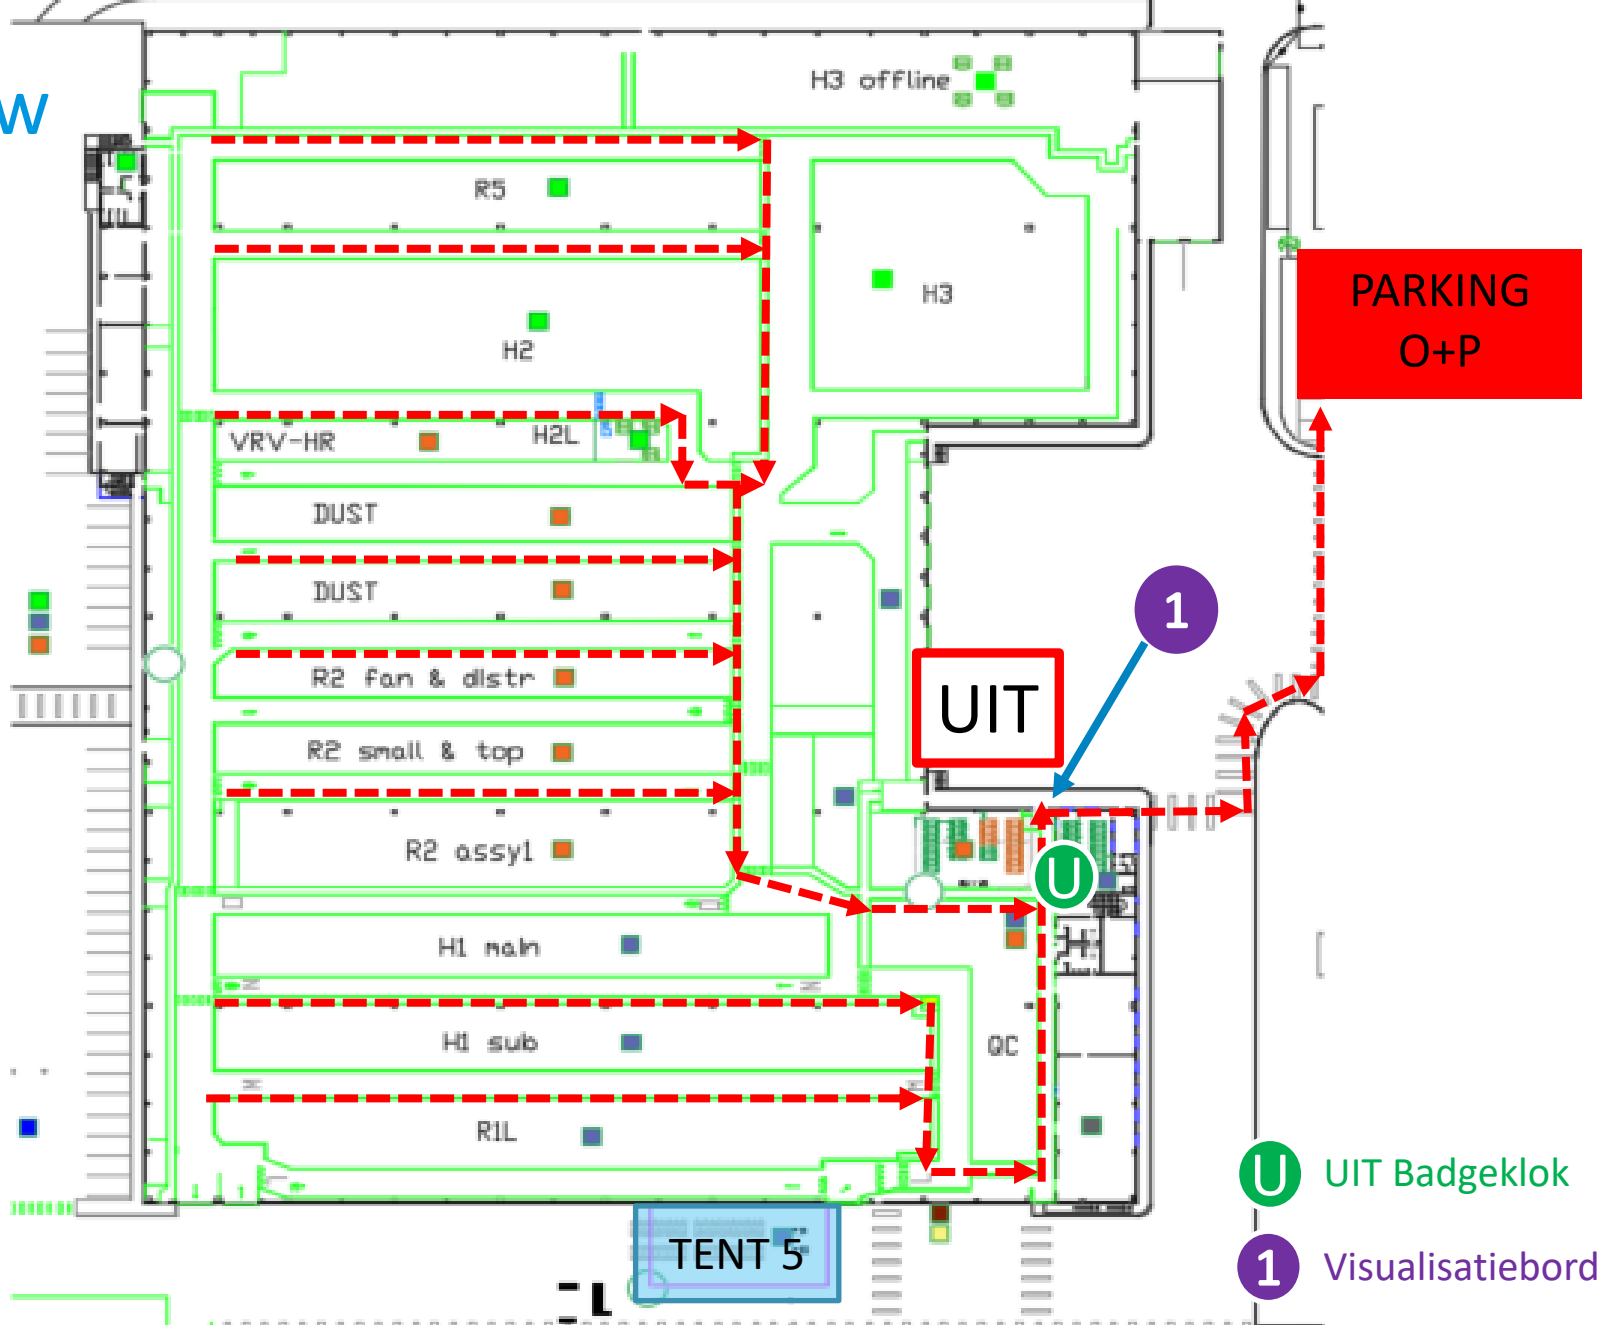 W
H3 offline
R5
H3
H2
PARKING
O+P
VRV-HR
H2L
DUST
DUST
1
R2 fan & distr
UIT
R2 small & top
R2 assy1
U
H1 main
H1 sub
QC
R1L
U UIT Badgeklok
TENT 5
1 Visualisatiebord